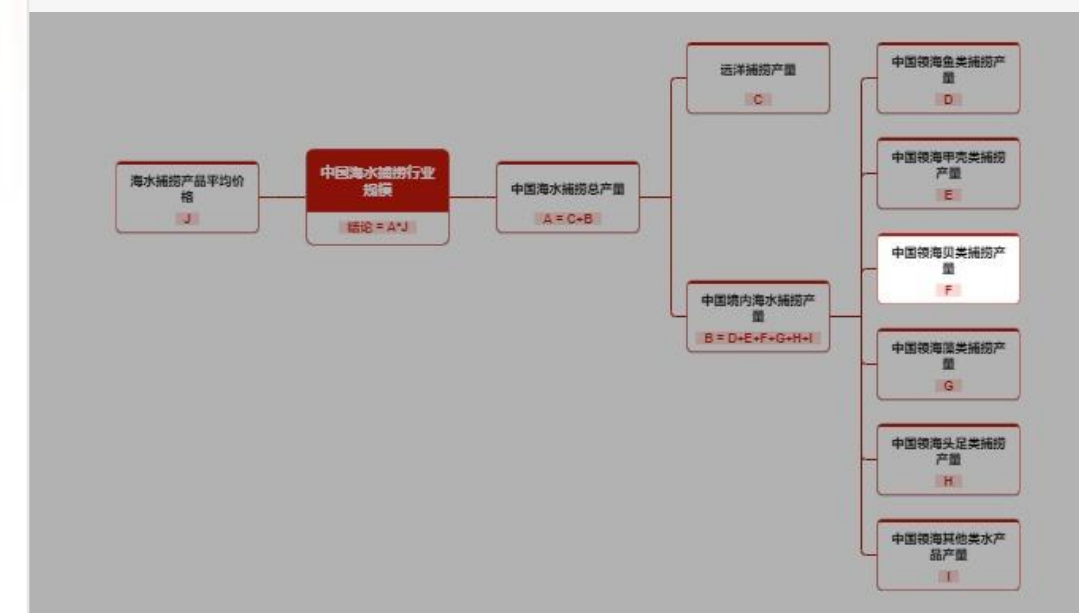 海水捕捞产品平均价
格
J
中国海水捕捞行业
规模
结论 = A*J
中国海水捕捞总产量
A = C+B
远洋捕捞产量
C
中国境内海水捕捞产
量
B = D+E+F+G+H+I
中国领海鱼类捕捞产
量
D
中国领海甲壳类捕捞
产量
E
中国领海贝类捕捞产
量
F
中国领海藻类捕捞产
量
G
中国领海头足类捕捞
产量
H
中国领海其他类水产
品产量
I